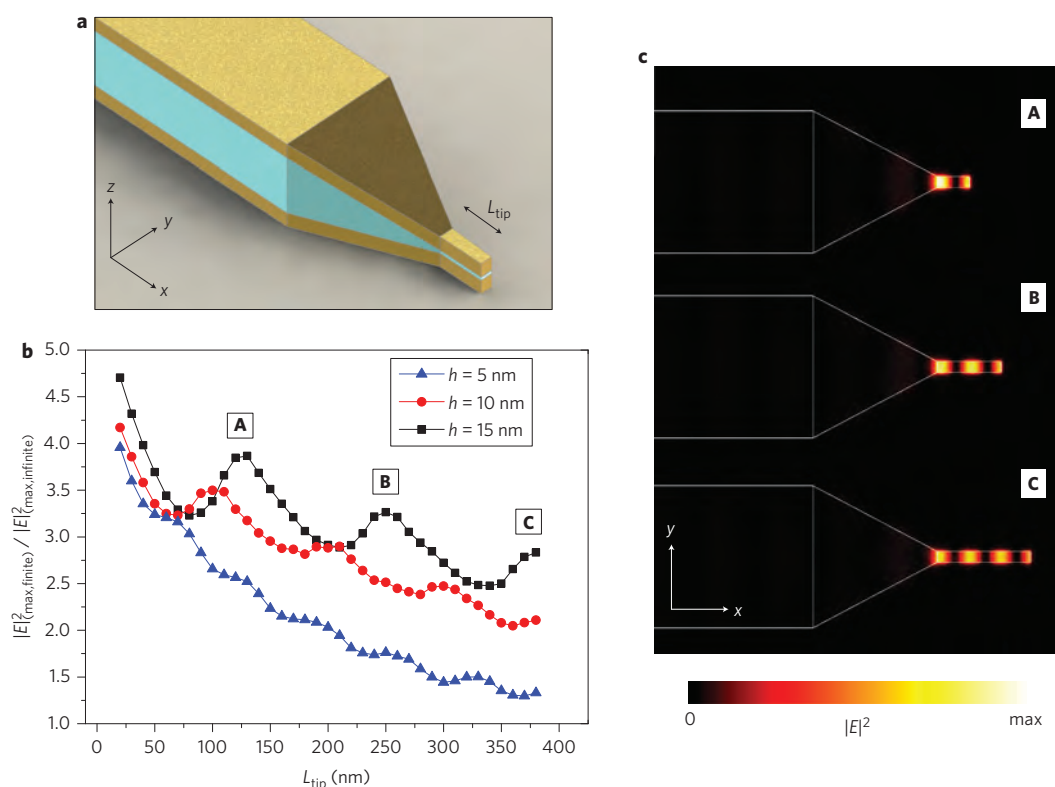 a
z
y
x
L_tip
b
|E|²(max,finite) / |E|²(max,infinite)
5.0
4.5
4.0
3.5
3.0
2.5
2.0
1.5
1.0
h = 5 nm
h = 10 nm
h = 15 nm
A
B
C
0 50 100 150 200 250 300 350 400
L_tip (nm)
c
A
B
C
y
x
0 max
|E|²